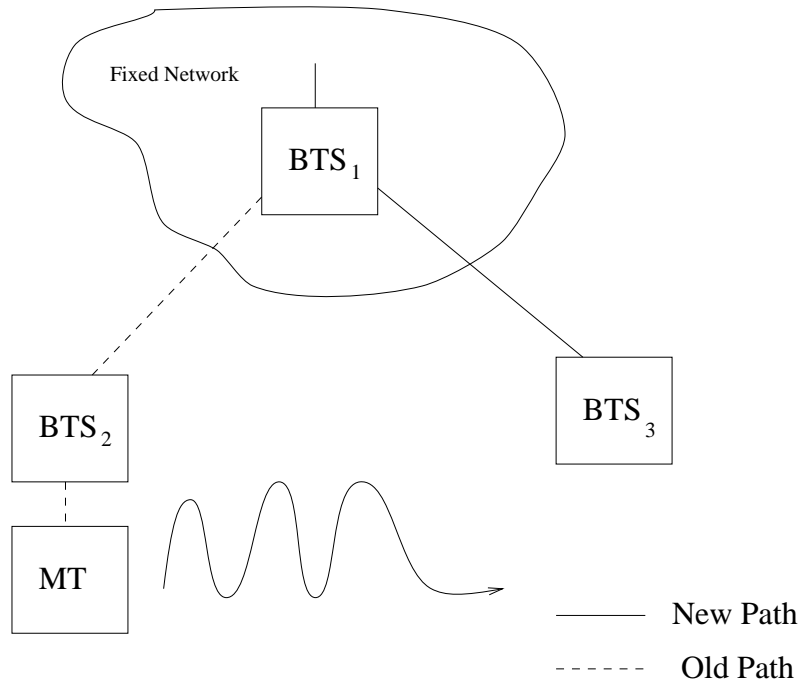 Fixed Network
BTS₁
BTS₂
BTS₃
MT
New Path
Old Path